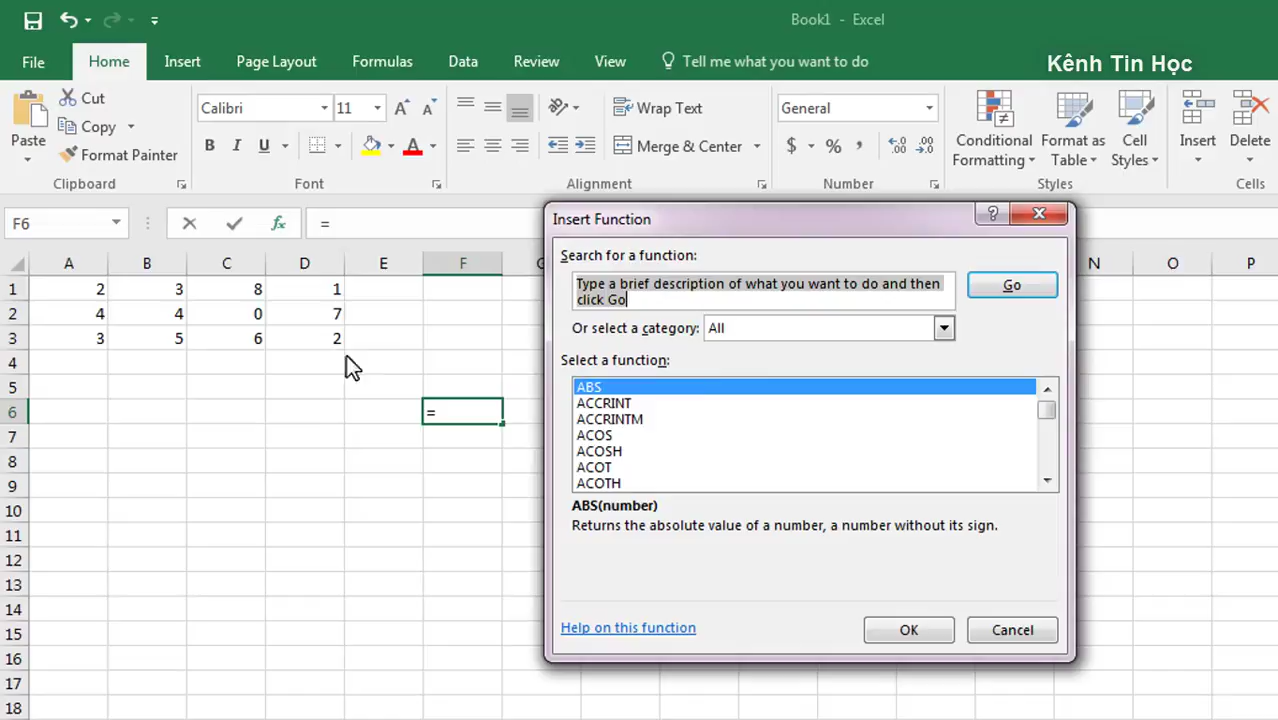 Book1 - Excel
File Home Insert Page Layout Formulas Data Review View Tell me what you want to do
Kênh Tin Học
Paste
Cut
Copy
Format Painter
Clipboard
Calibri 11
B I U
Font
Wrap Text
Merge & Center
Alignment
General
$ % ,
Number
Conditional Formatting
Format as Table
Cell Styles
Styles
Insert
Delete
Cells
F6 fx =
A B C D E F G N O P
1 2 3 8 1
2 4 4 0 7
3 3 5 6 2
4
5
6 =
7
8
9
10
11
12
13
14
15
16
17
18
Insert Function
Search for a function:
Type a brief description of what you want to do and then
click Go
Go
Or select a category: All
Select a function:
ABS
ACCRINT
ACCRINTM
ACOS
ACOSH
ACOT
ACOTH
ABS(number)
Returns the absolute value of a number, a number without its sign.
Help on this function
OK Cancel